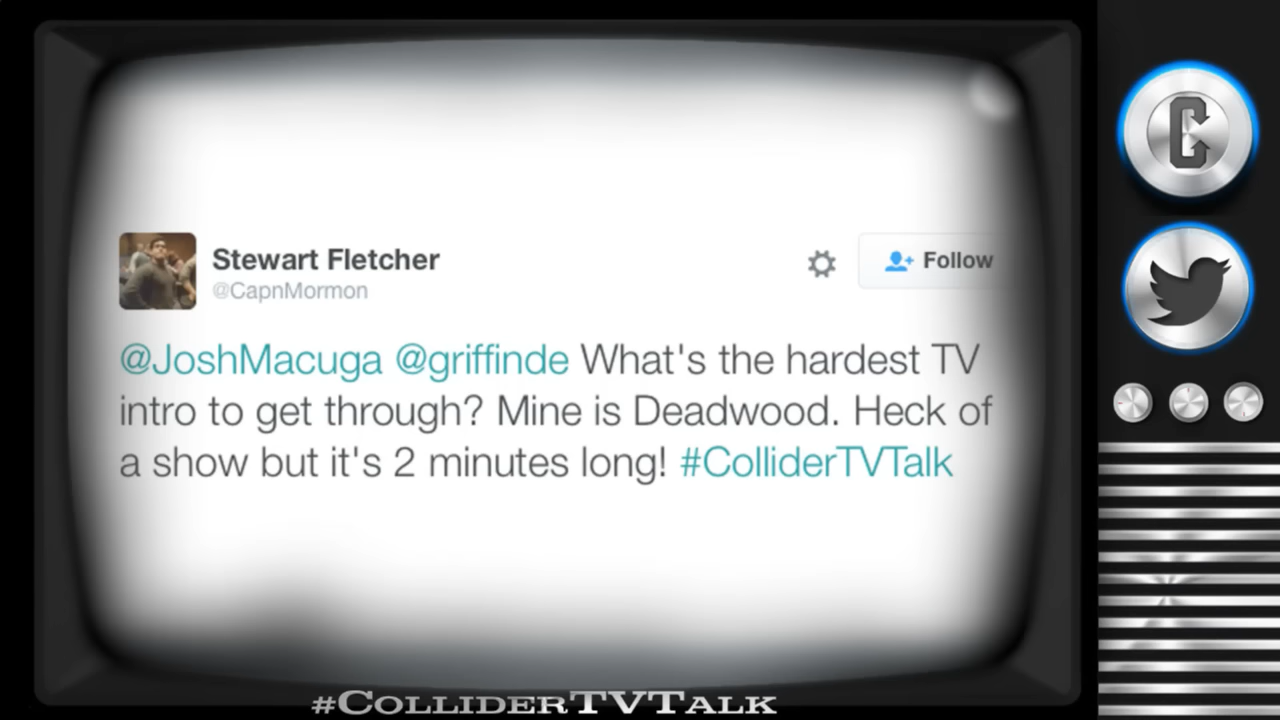 Stewart Fletcher
Follow
@CapnMormon
@JoshMacuga @griffinde What's the hardest TV
intro to get through? Mine is Deadwood. Heck of
a show but it's 2 minutes long! #ColliderTVTalk
#ColliderTVTalk